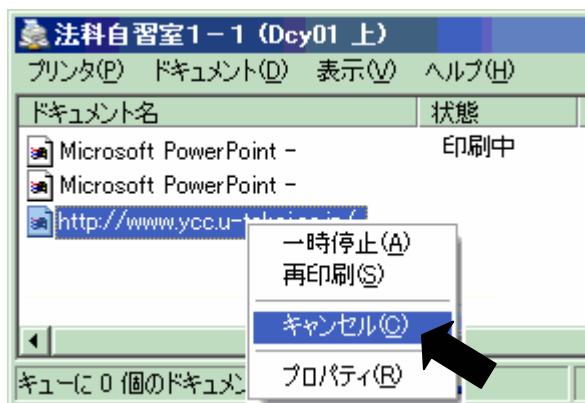 法科自習室1-1 (Dcy01 上)
プリンタ(P) ドキュメント(D) 表示(V) ヘルプ(H)
ドキュメント名 状態
Microsoft PowerPoint - 印刷中
Microsoft PowerPoint -
http://www.ycc.u-
一時停止(A)
再印刷(S)
キャンセル(C)
プロパティ(R)
キューに 0 個のドキュメン